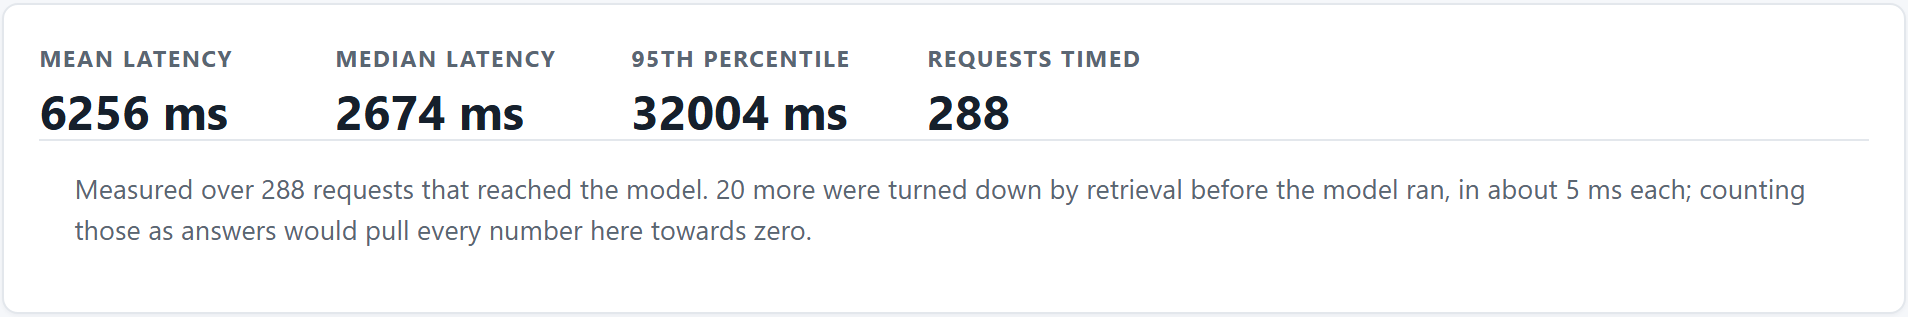 MEAN LATENCY MEDIAN LATENCY 95TH PERCENTILE REQUESTS TIMED
6256 ms 2674 ms 32004 ms 288
Measured over 288 requests that reached the model. 20 more were turned down by retrieval before the model ran, in about 5 ms each; counting
those as answers would pull every number here towards zero.